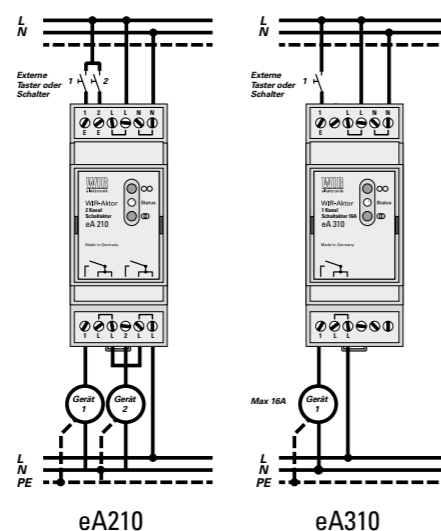 L
N
Externe
Taster oder
Schalter
1 2
1 2 L L N N
E E
WIR
elektronik
WIR-Aktor
2 Kanal
Schaltaktor
eA 210
Status
Made in Germany
1 L L 2 L L
Gerät
1
Gerät
2
L
N
PE
eA210
L
N
Externe
Taster oder
Schalter
1
1 L L N N
E
WIR
elektronik
WIR-Aktor
1 Kanal
Schaltaktor 16A
eA 310
Status
Made in Germany
1 L L
Max 16A
Gerät
1
L
N
PE
eA310